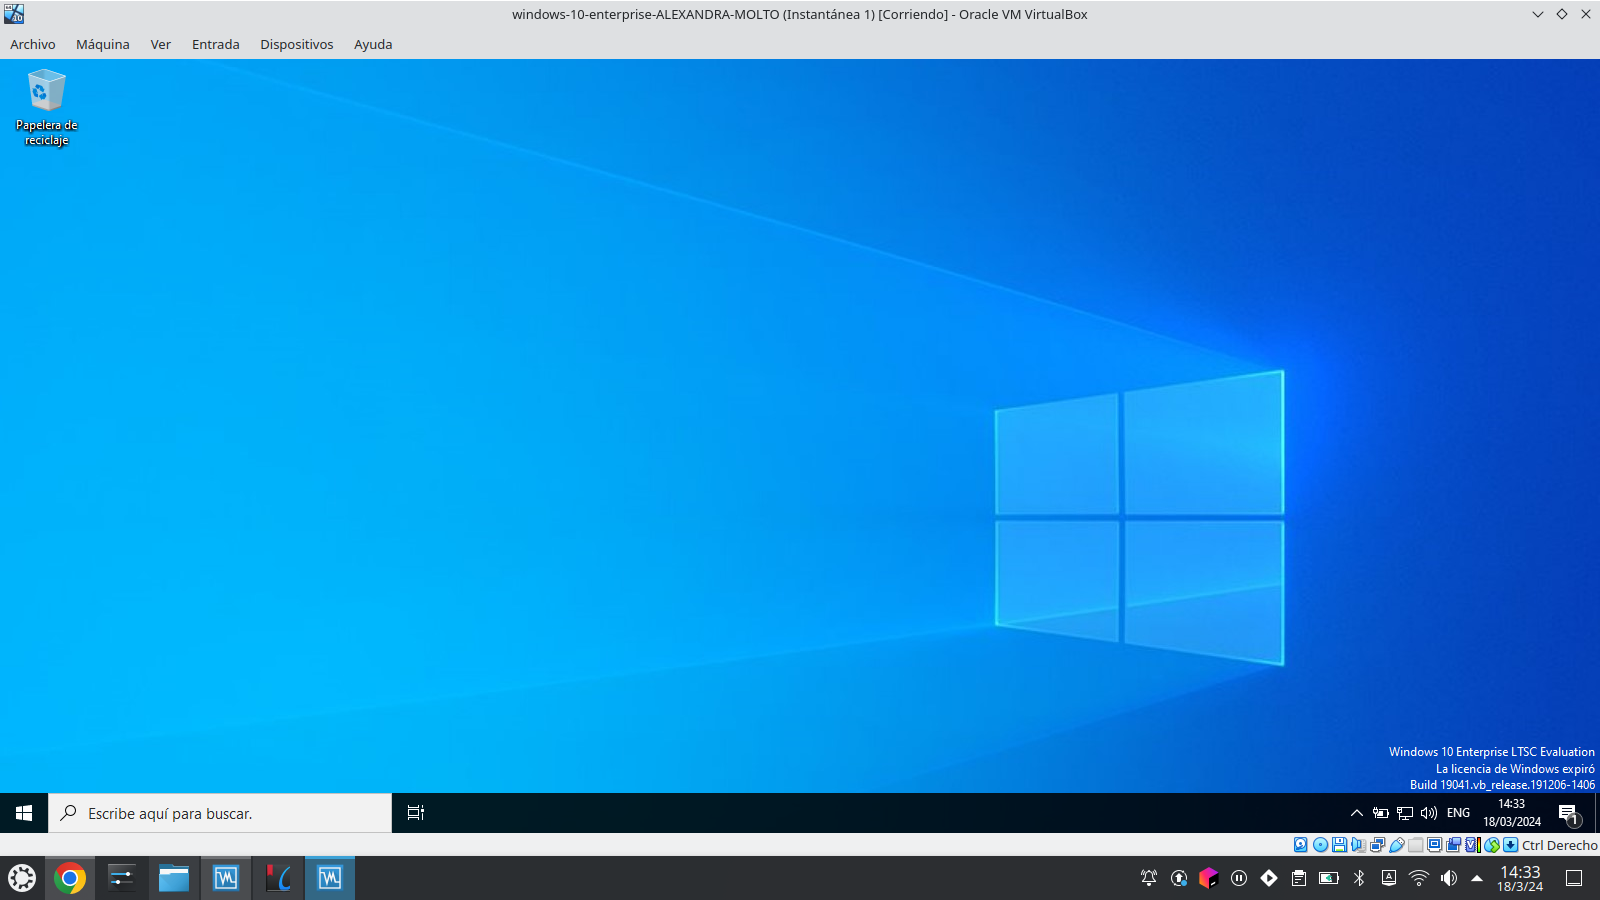 windows-10-enterprise-ALEXANDRA-MOLTO (Instantánea 1) [Corriendo] - Oracle VM VirtualBox
Archivo Máquina Ver Entrada Dispositivos Ayuda
Papelera de
reciclaje
Windows 10 Enterprise LTSC Evaluation
La licencia de Windows expiró
Build 19041.vb_release.191206-1406
Escribe aquí para buscar.
ENG
14:33
18/03/2024
1
Ctrl Derecho
14:33
18/3/24